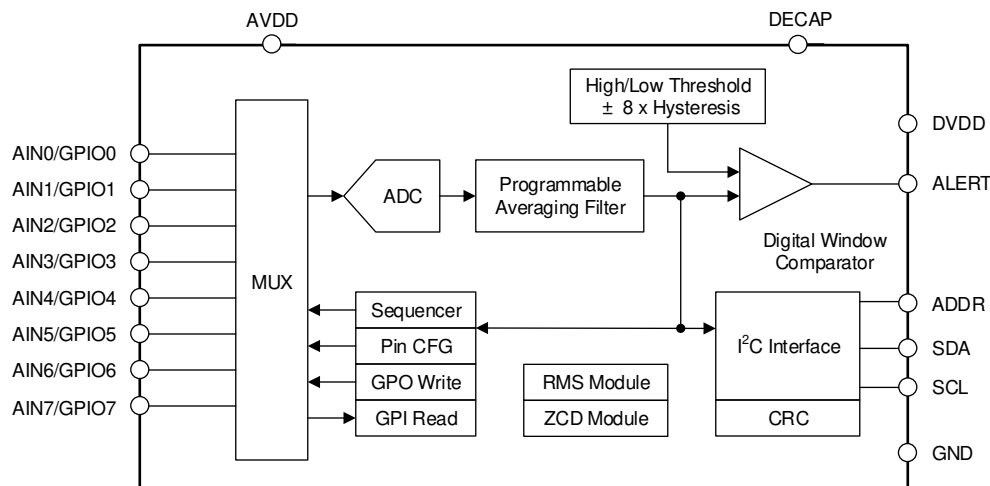 AVDD
DECAP
High/Low Threshold
± 8 x Hysteresis
DVDD
AIN0/GPIO0
AIN1/GPIO1
AIN2/GPIO2
AIN3/GPIO3
AIN4/GPIO4
AIN5/GPIO5
AIN6/GPIO6
AIN7/GPIO7
MUX
ADC
Programmable
Averaging Filter
ALERT
Digital Window
Comparator
Sequencer
Pin CFG
GPO Write
GPI Read
RMS Module
ZCD Module
I²C Interface
CRC
ADDR
SDA
SCL
GND